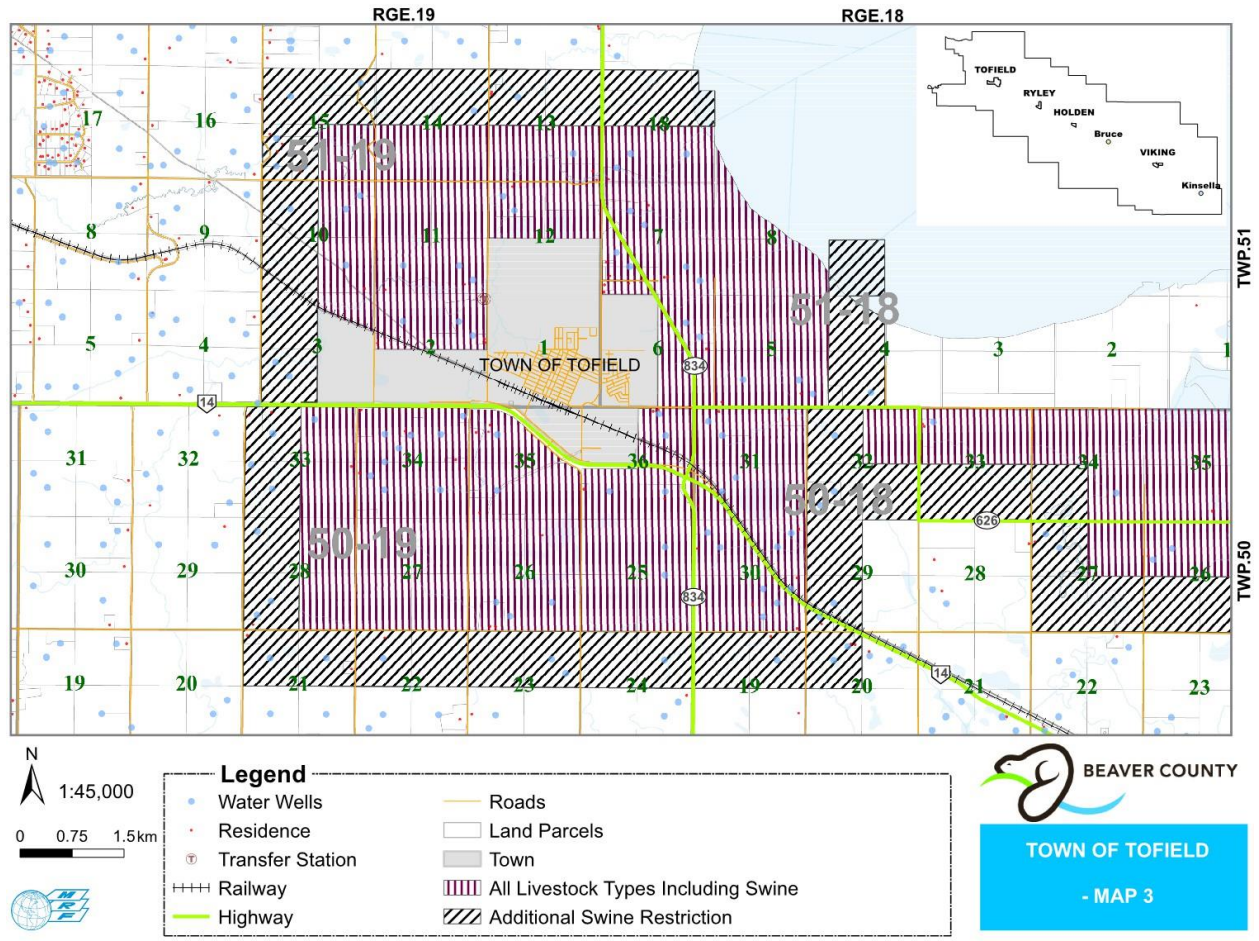 RGE.19
RGE.18
TOFIELD
RYLEY
HOLDEN
Bruce
VIKING
Kinsella
17
16
15
14
13
18
51-19
8
9
10
11
12
7
8
TWP.51
51-18
5
4
3
2
1
6
5
4
3
2
1
TOWN OF TOFIELD
834
14
31
32
33
34
35
36
31
32
33
34
35
50-18
626
50-19
30
29
28
27
26
25
30
29
28
27
26
TWP.50
834
19
20
21
22
23
24
19
20
14
21
22
23
N
1:45,000
0 0.75 1.5km
MRF
Legend
Water Wells
Residence
T Transfer Station
Railway
Highway
Roads
Land Parcels
Town
All Livestock Types Including Swine
Additional Swine Restriction
BEAVER COUNTY
TOWN OF TOFIELD
- MAP 3